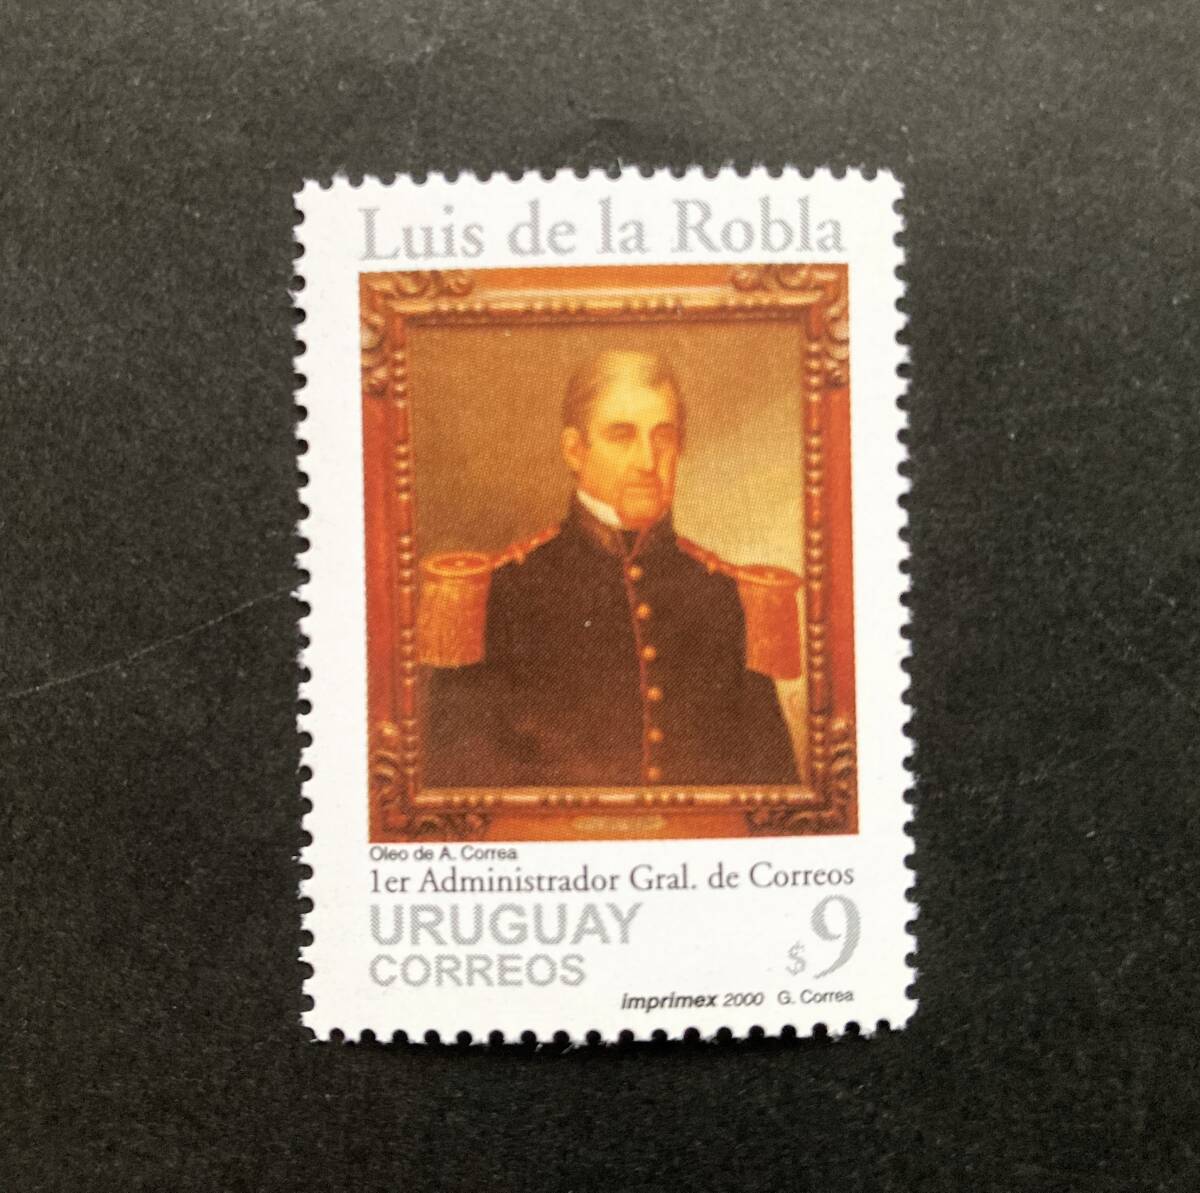 Luis de la Robla
Oleo de A. Correa
1er Administrador Gral. de Correos
URUGUAY
CORREOS
$ 9
imprimex 2000 G. Correa